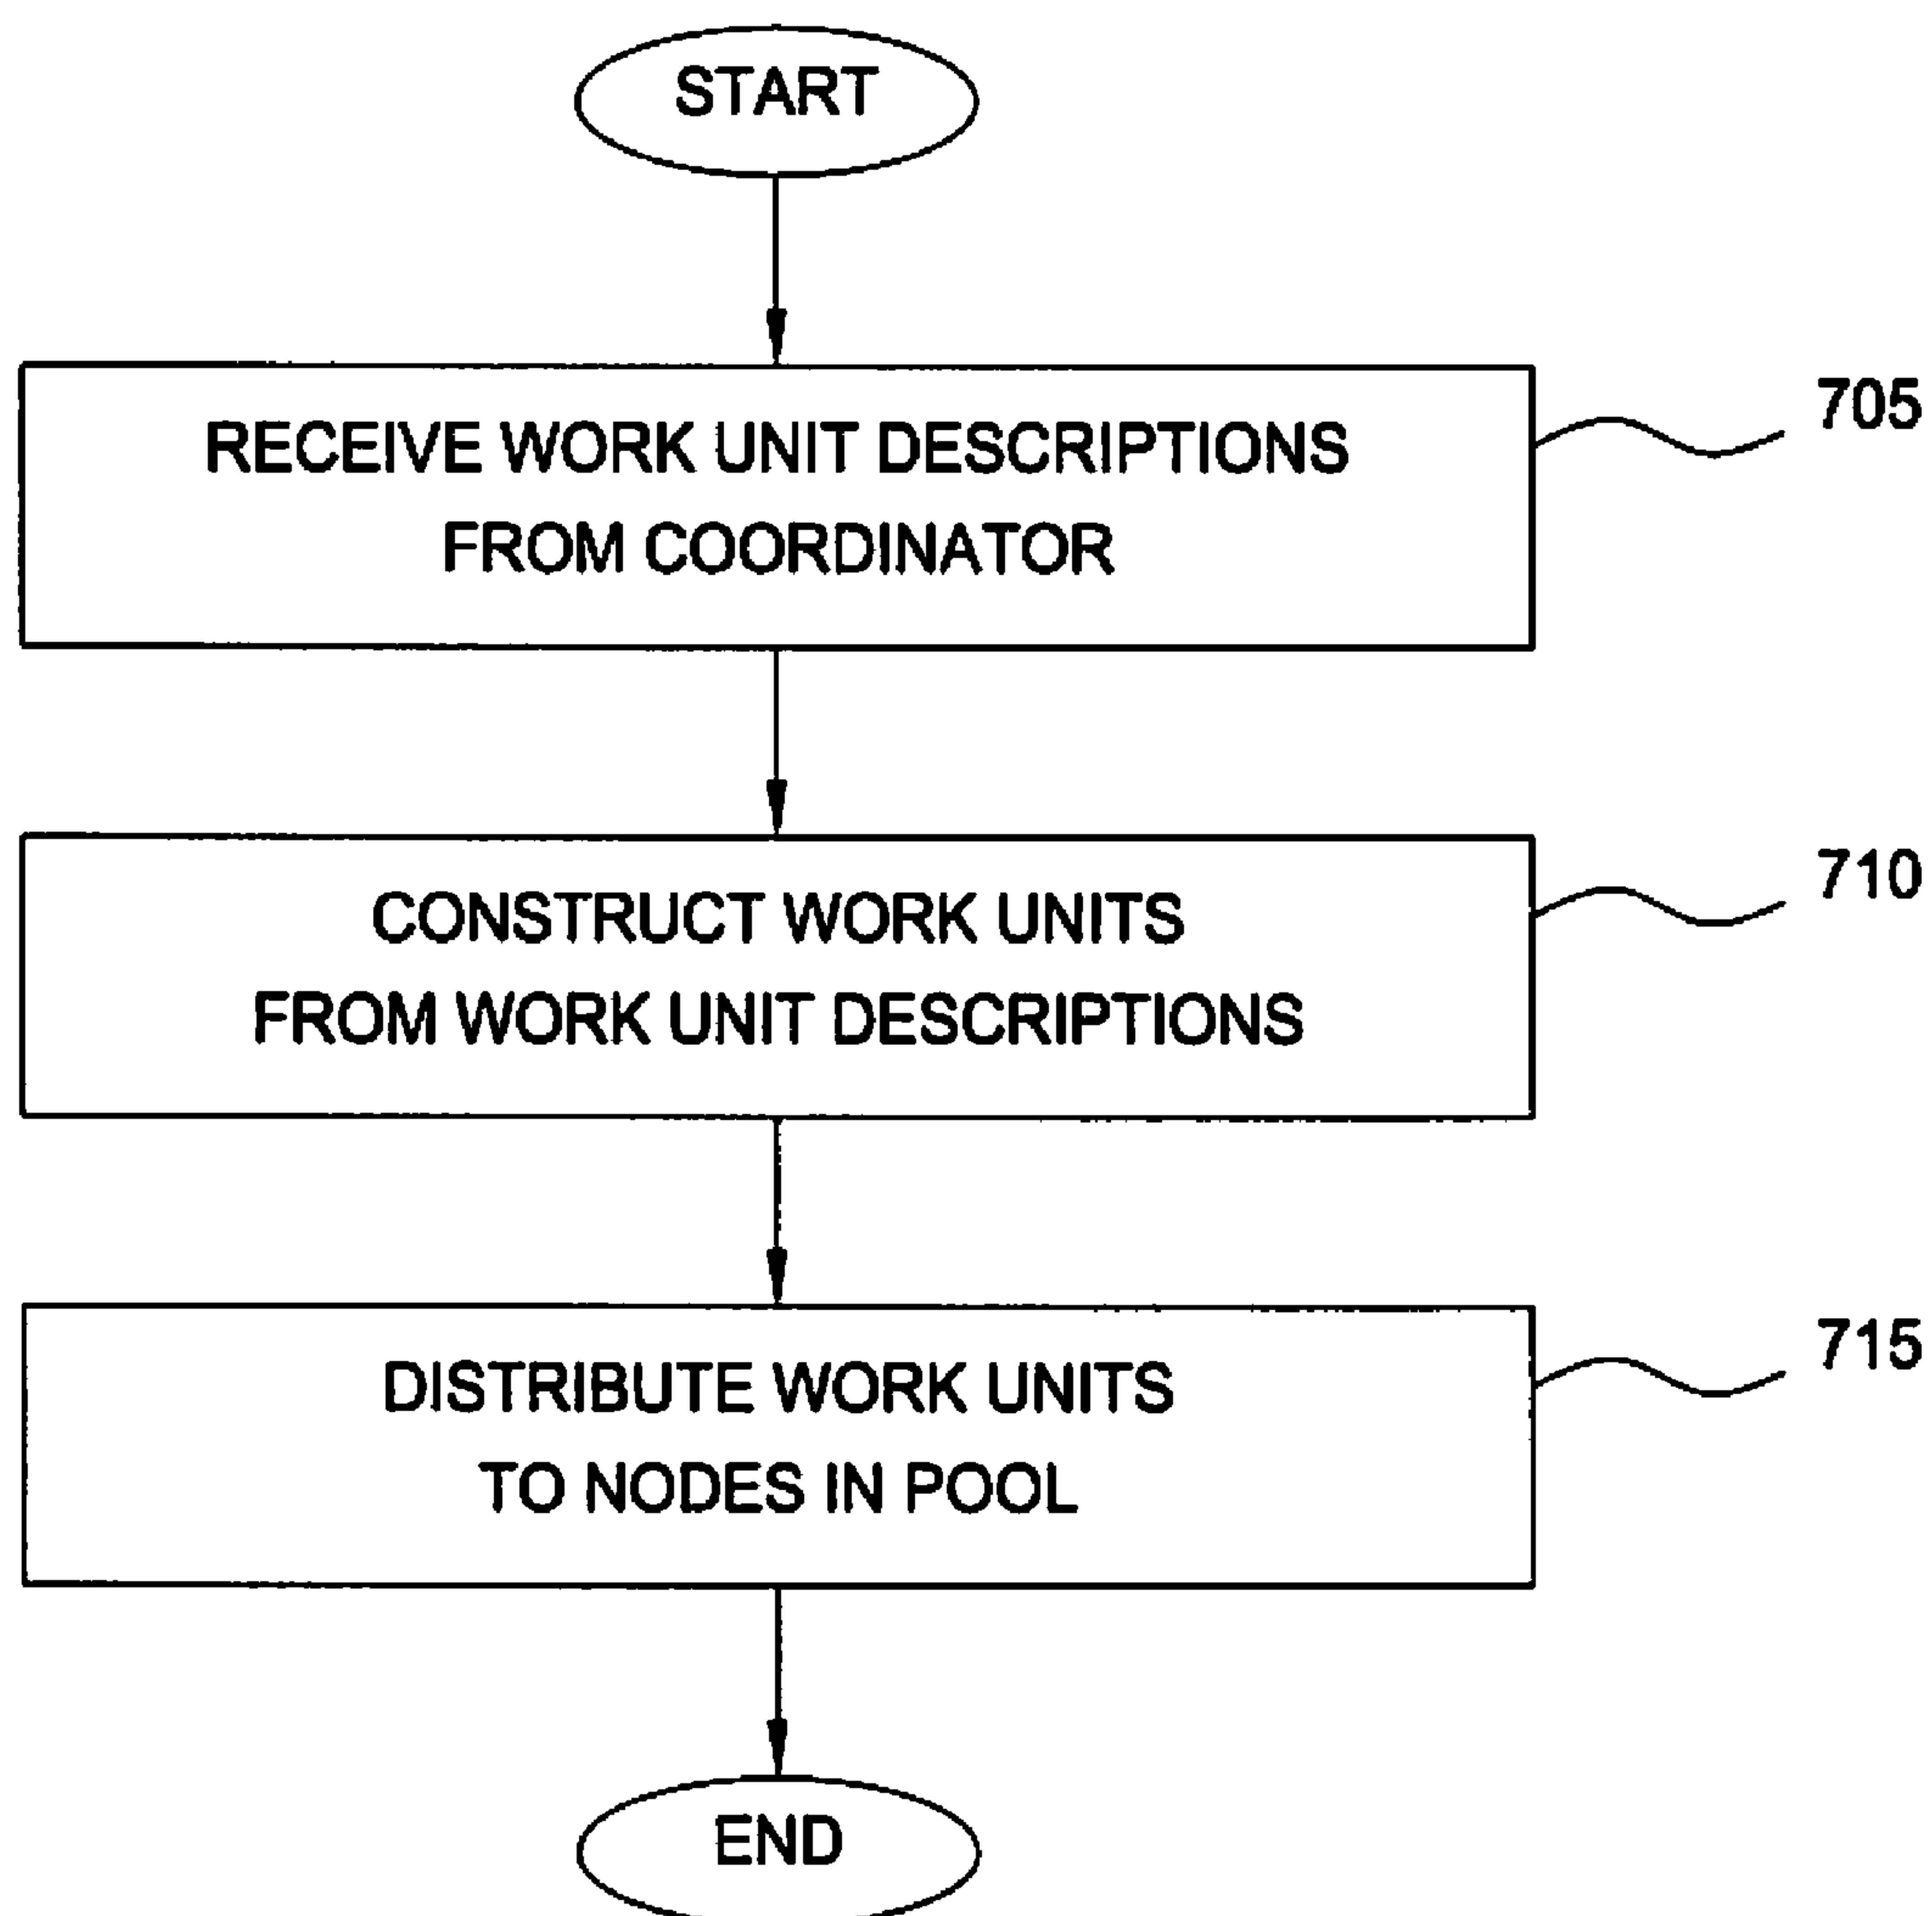 START
705
RECEIVE WORK UNIT DESCRIPTIONS
FROM COORDINATOR
710
CONSTRUCT WORK UNITS
FROM WORK UNIT DESCRIPTIONS
715
DISTRIBUTE WORK UNITS
TO NODES IN POOL
END